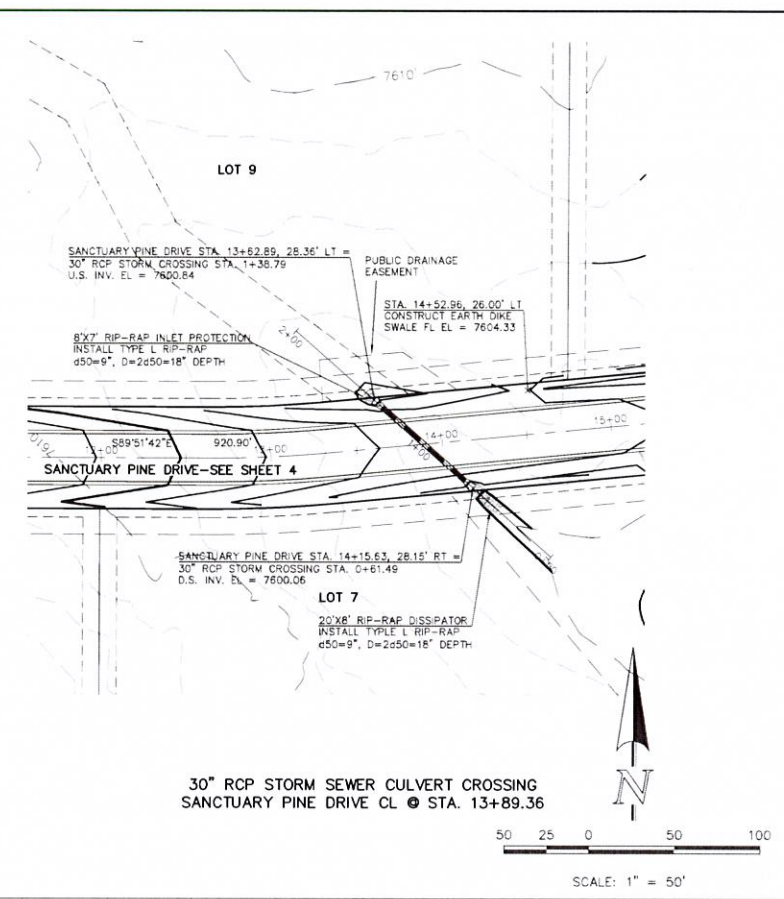 7610'
LOT 9
SANCTUARY PINE DRIVE STA. 13+62.89, 28.36' LT =
30" RCP STORM CROSSING STA. 1+38.79
U.S. INV. EL = 7600.84
PUBLIC DRAINAGE
EASEMENT
STA. 14+52.96, 26.00' LT
CONSTRUCT EARTH DIKE
SWALE FL EL = 7604.33
2+00
8'X7' RIP-RAP INLET PROTECTION
INSTALL TYPE L RIP-RAP
d50=9", D=2d50=18" DEPTH
15+00
14+00
7610
S89°51'42"E
920.90'
SANCTUARY PINE DRIVE-SEE SHEET 4
SANCTUARY PINE DRIVE STA. 14+15.63, 28.15' RT =
30" RCP STORM CROSSING STA. 0+61.49
D.S. INV. EL = 7600.06
LOT 7
20'X8' RIP-RAP DISSIPATOR
INSTALL TYPLE L RIP-RAP
d50=9", D=2d50=18" DEPTH
N
30" RCP STORM SEWER CULVERT CROSSING
SANCTUARY PINE DRIVE CL @ STA. 13+89.36
50 25 0 50 100
SCALE: 1" = 50'